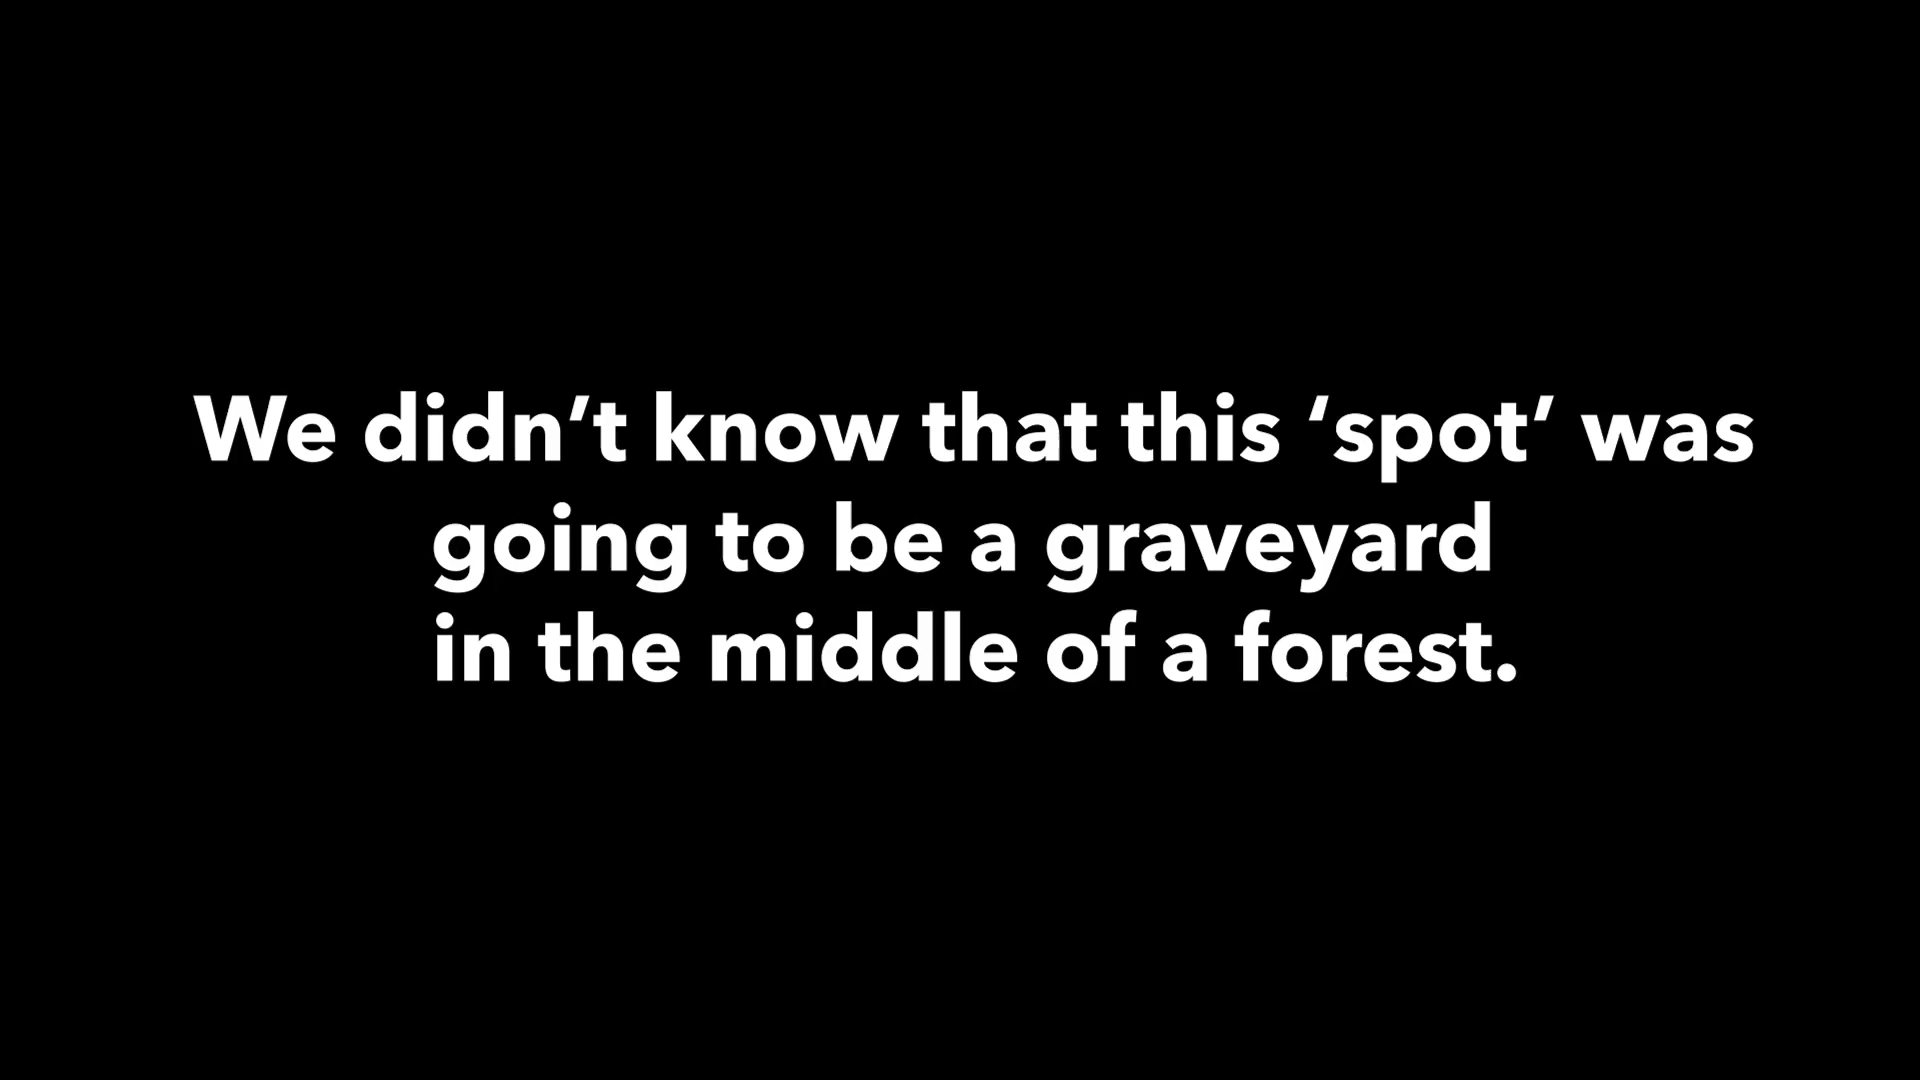 We didn’t know that this ‘spot’ was
going to be a graveyard
in the middle of a forest.